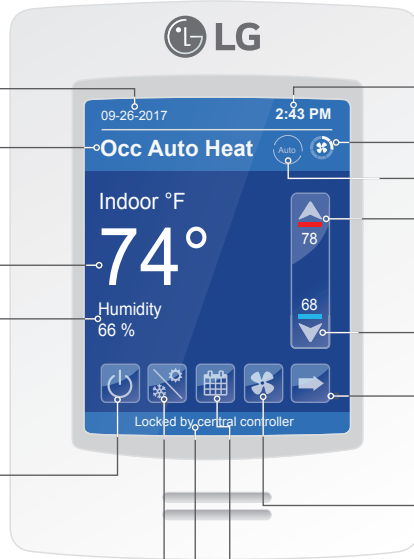 LG
09-26-2017 2:43 PM
Occ Auto Heat Auto
Indoor °F
74°
78
Humidity
66 %
68
Locked by central controller